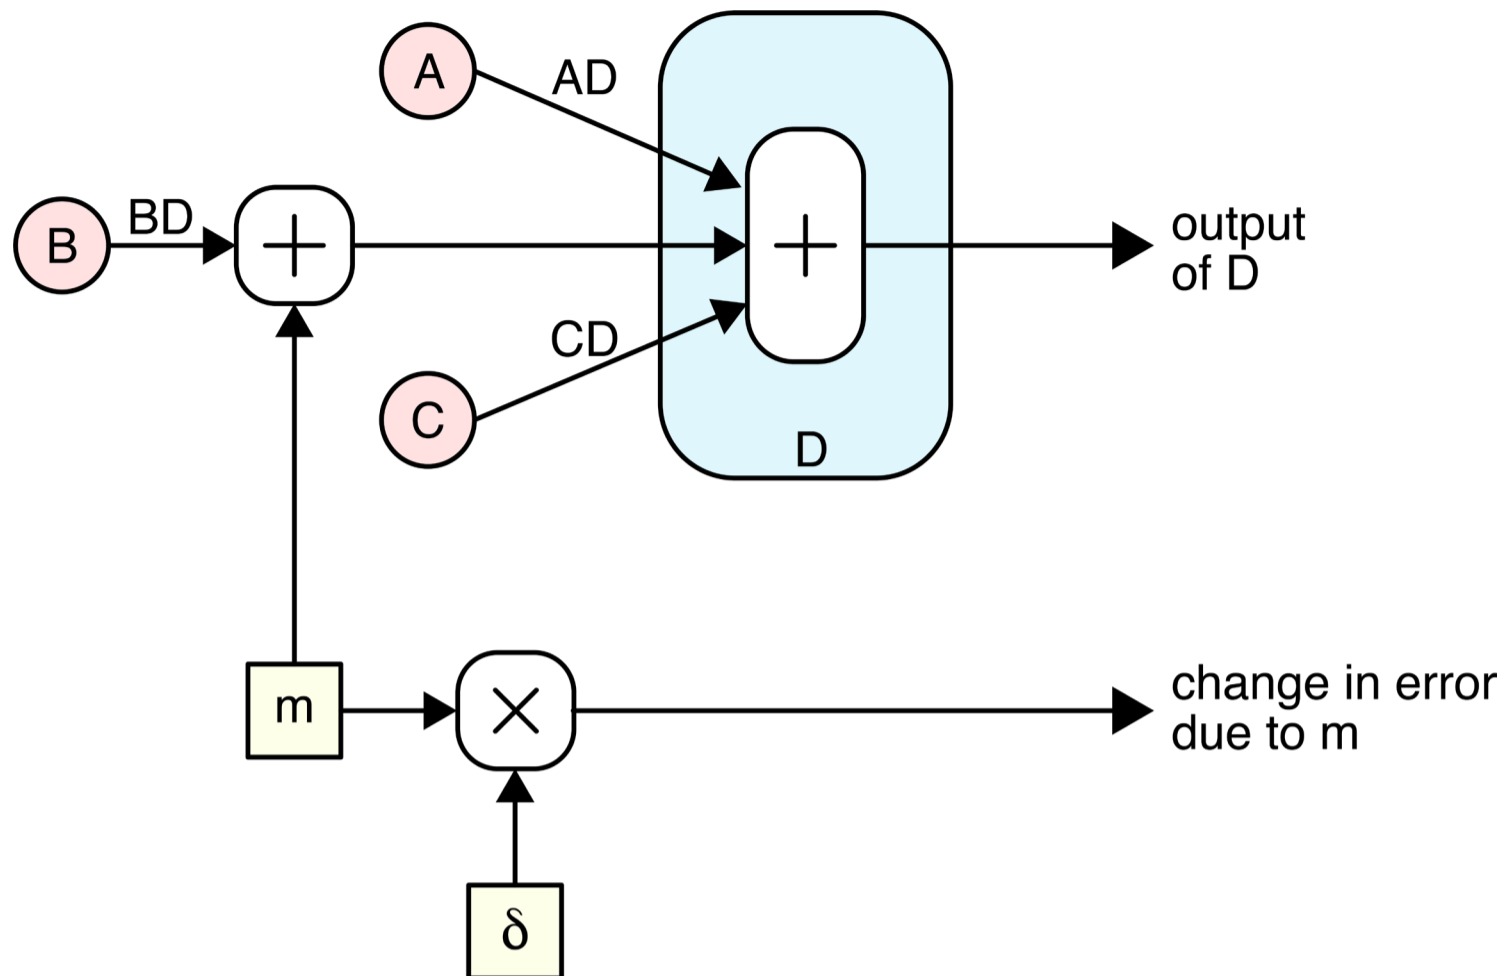 A
AD
B
BD
+
+
output
of D
CD
C
D
m
×
change in error
due to m
δ